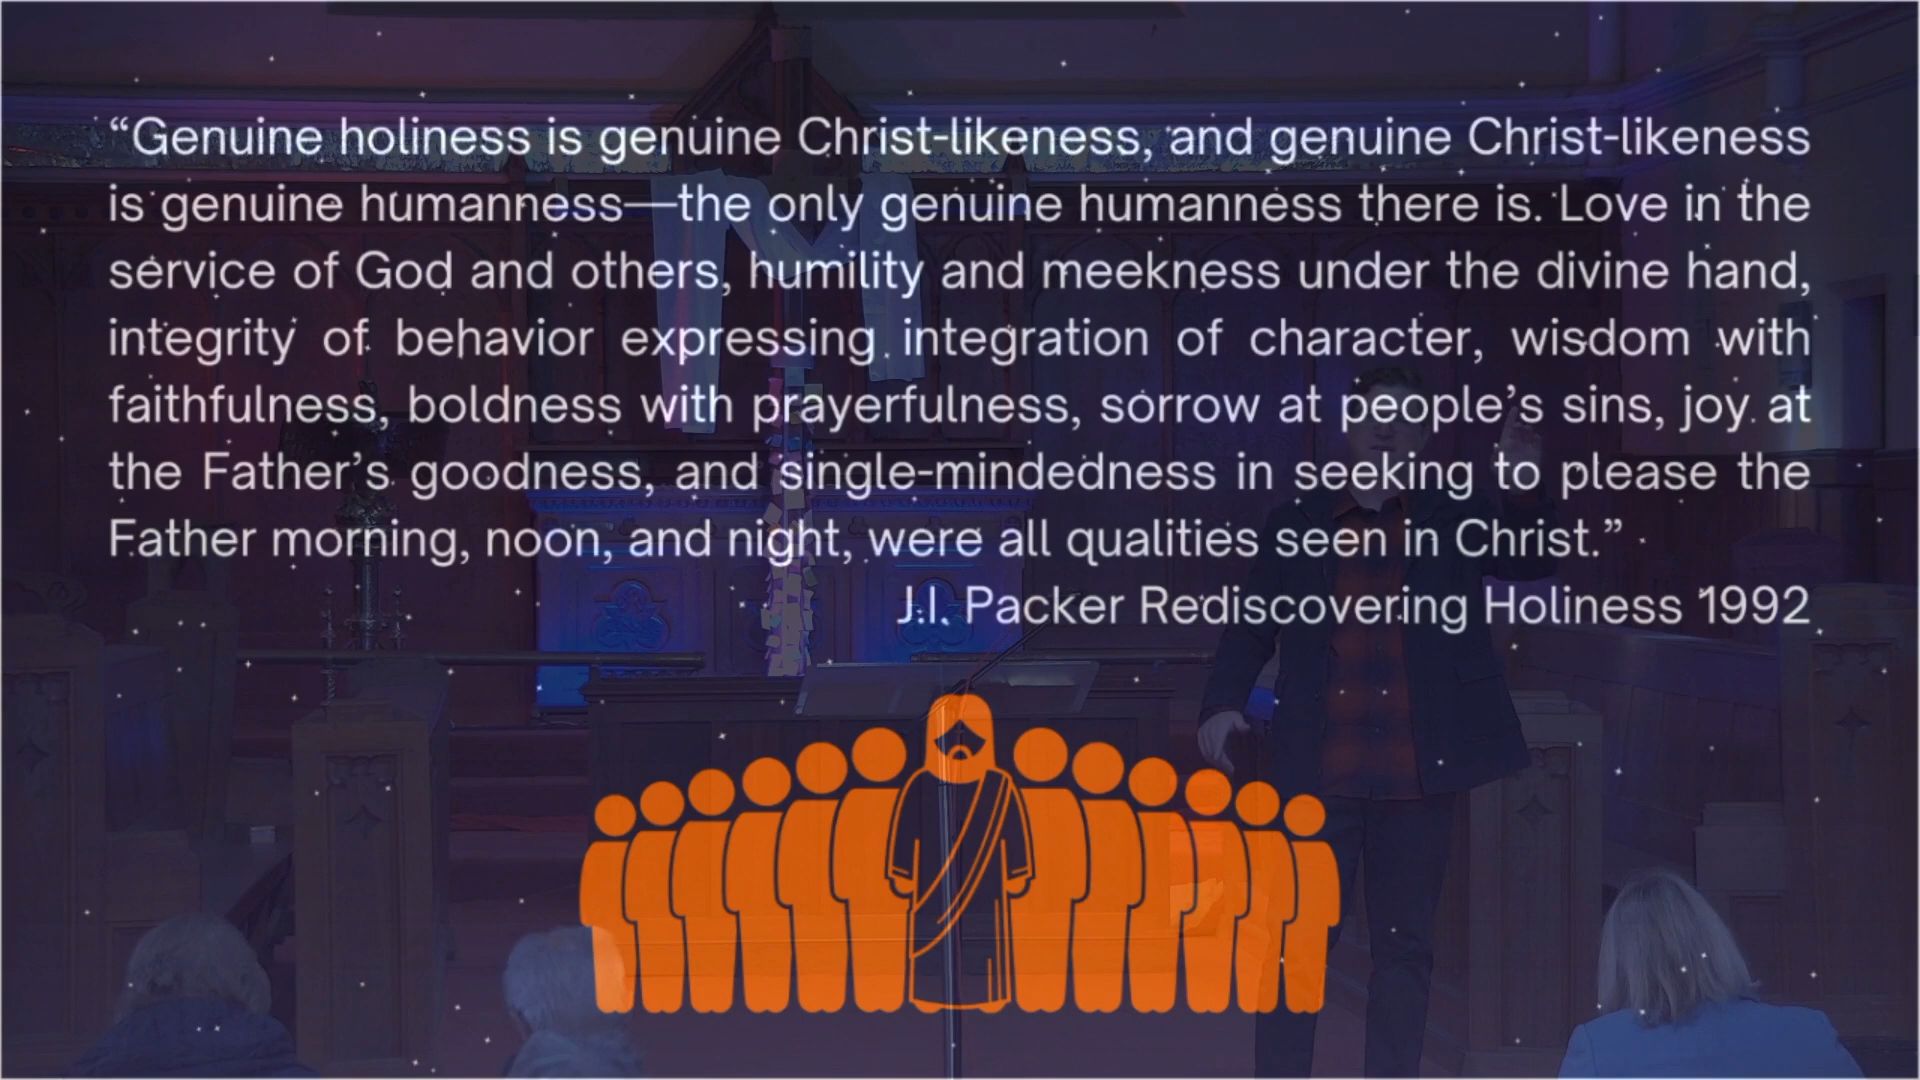 “Genuine holiness is genuine Christ-likeness, and genuine Christ-likeness
is genuine humanness—the only genuine humanness there is. Love in the
service of God and others, humility and meekness under the divine hand,
integrity of behavior expressing integration of character, wisdom with
faithfulness, boldness with prayerfulness, sorrow at people’s sins, joy at
the Father’s goodness, and single-mindedness in seeking to please the
Father morning, noon, and night, were all qualities seen in Christ.”
J.I. Packer Rediscovering Holiness 1992